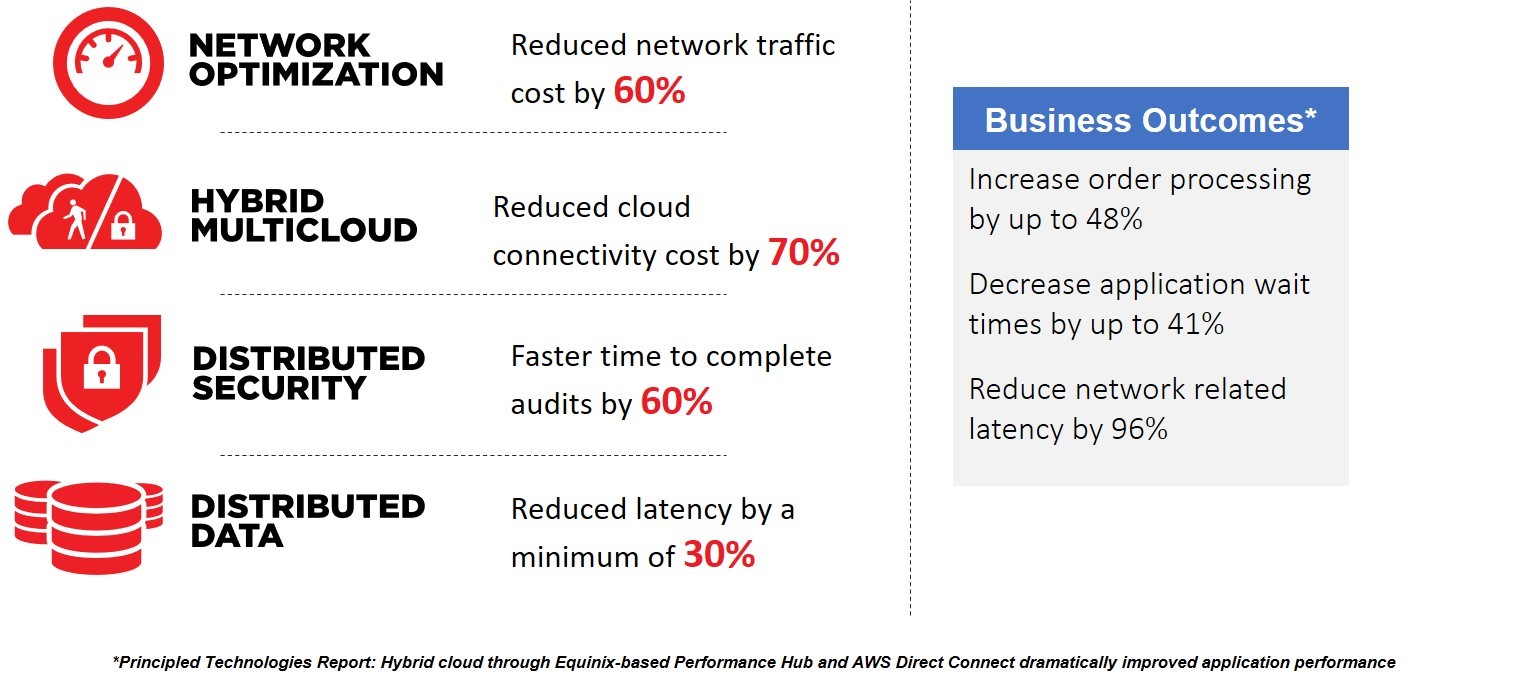 NETWORK
OPTIMIZATION
Reduced network traffic
cost by 60%
HYBRID
MULTICLOUD
Reduced cloud
connectivity cost by 70%
DISTRIBUTED
SECURITY
Faster time to complete
audits by 60%
DISTRIBUTED
DATA
Reduced latency by a
minimum of 30%
Business Outcomes*
Increase order processing
by up to 48%
Decrease application wait
times by up to 41%
Reduce network related
latency by 96%
*Principled Technologies Report: Hybrid cloud through Equinix-based Performance Hub and AWS Direct Connect dramatically improved application performance